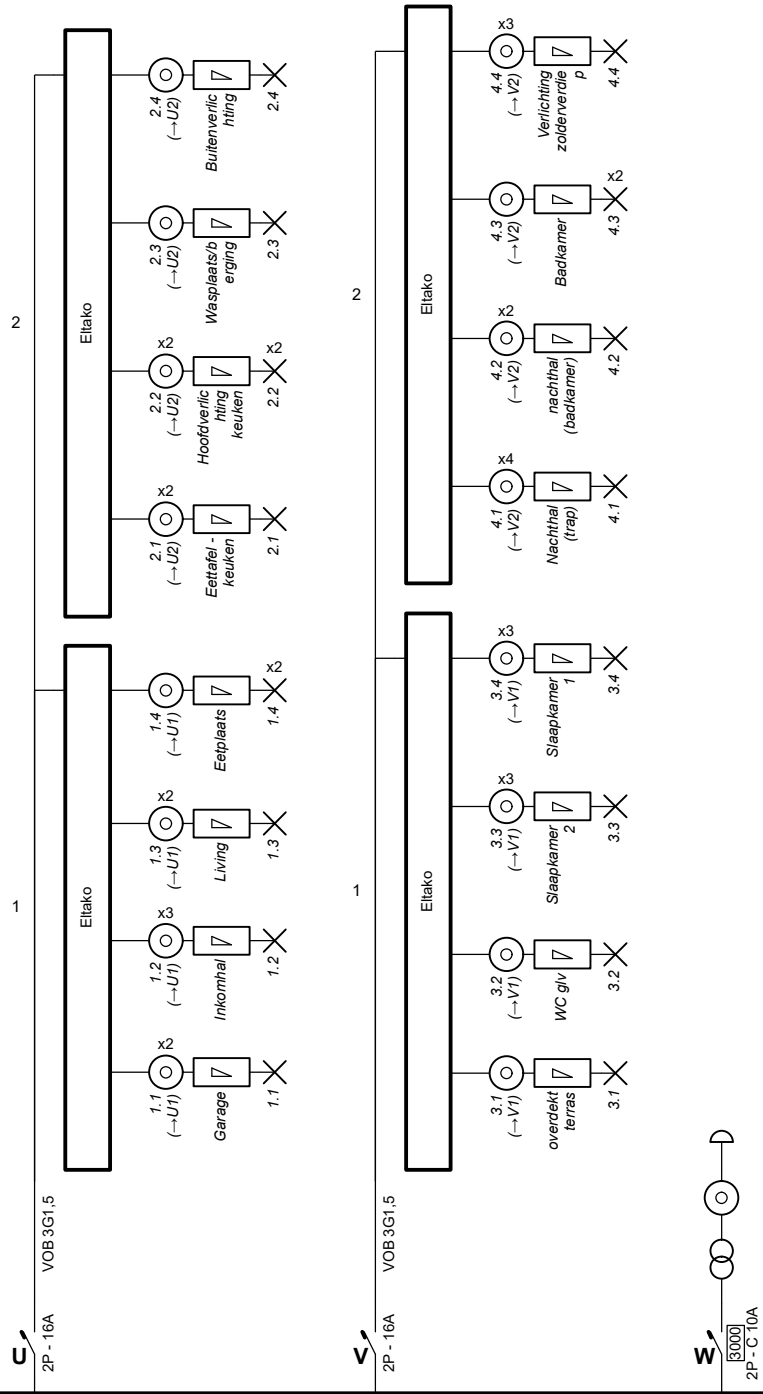 U
2P - 16A
VOB 3G1,5
1
Eltako
x2
1.1
(→U1)
Garage
1.1
x3
1.2
(→U1)
Inkomhal
1.2
x2
1.3
(→U1)
Living
1.3
1.4
(→U1)
Eetplaats
x2
1.4
2
Eltako
x2
2.1
(→U2)
Eettafel -
keuken
2.1
x2
2.2
(→U2)
Hoofdverlic
hting
keuken
x2
2.2
2.3
(→U2)
Wasplaats/b
erging
2.3
2.4
(→U2)
Buitenverlic
hting
2.4
V
2P - 16A
VOB 3G1,5
1
Eltako
3.1
(→V1)
overdekt
terras
3.1
3.2
(→V1)
WC glv
3.2
x3
3.3
(→V1)
Slaapkamer
2
3.3
x3
3.4
(→V1)
Slaapkamer
1
3.4
2
Eltako
x4
4.1
(→V2)
Nachthal
(trap)
4.1
x2
4.2
(→V2)
nachthal
(badkamer)
4.2
4.3
(→V2)
Badkamer
x2
4.3
x3
4.4
(→V2)
Verlichting
zolderverdie
p
4.4
W
3000
2P - C 10A